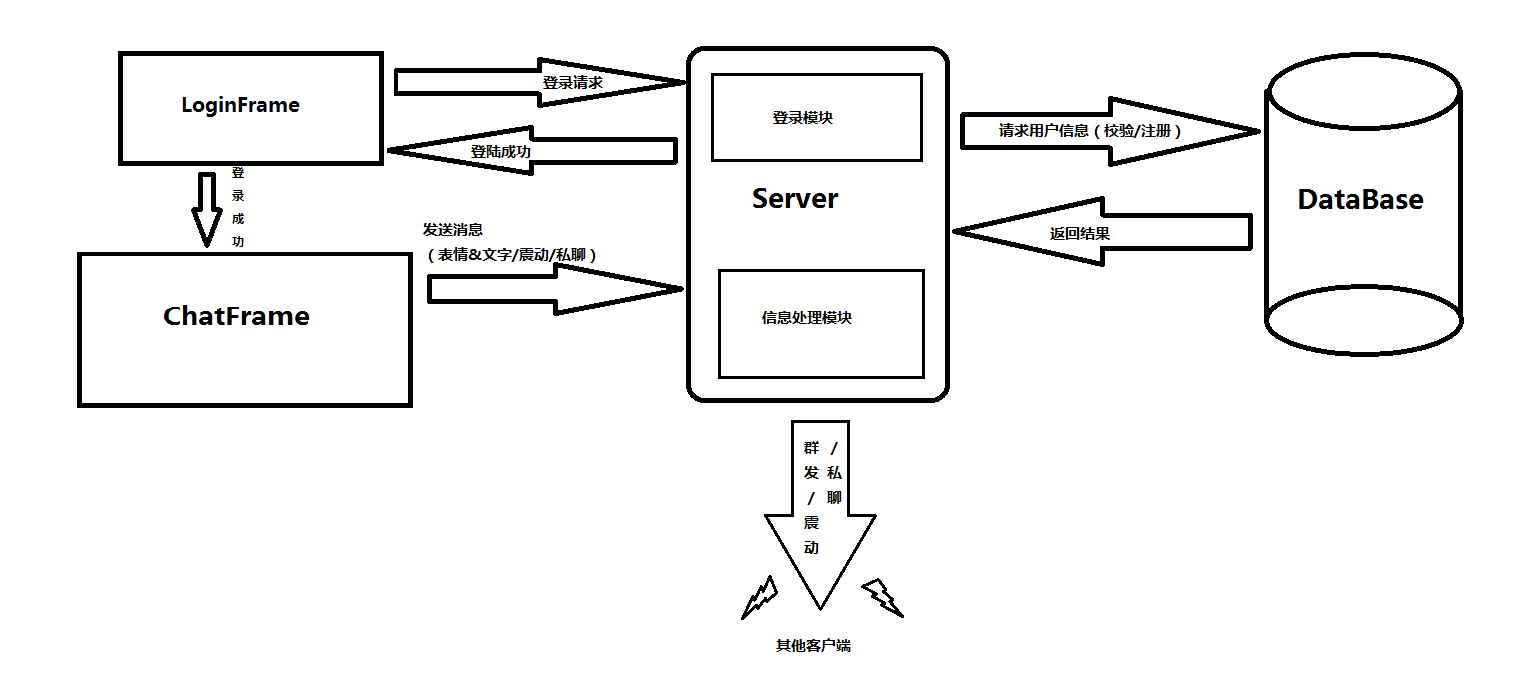 LoginFrame
登录请求
登陆成功
登录成功
ChatFrame
发送消息
（表情&文字/震动/私聊）
登录模块
Server
信息处理模块
请求用户信息（校验/注册）
返回结果
DataBase
群发/震动
/私聊
其他客户端